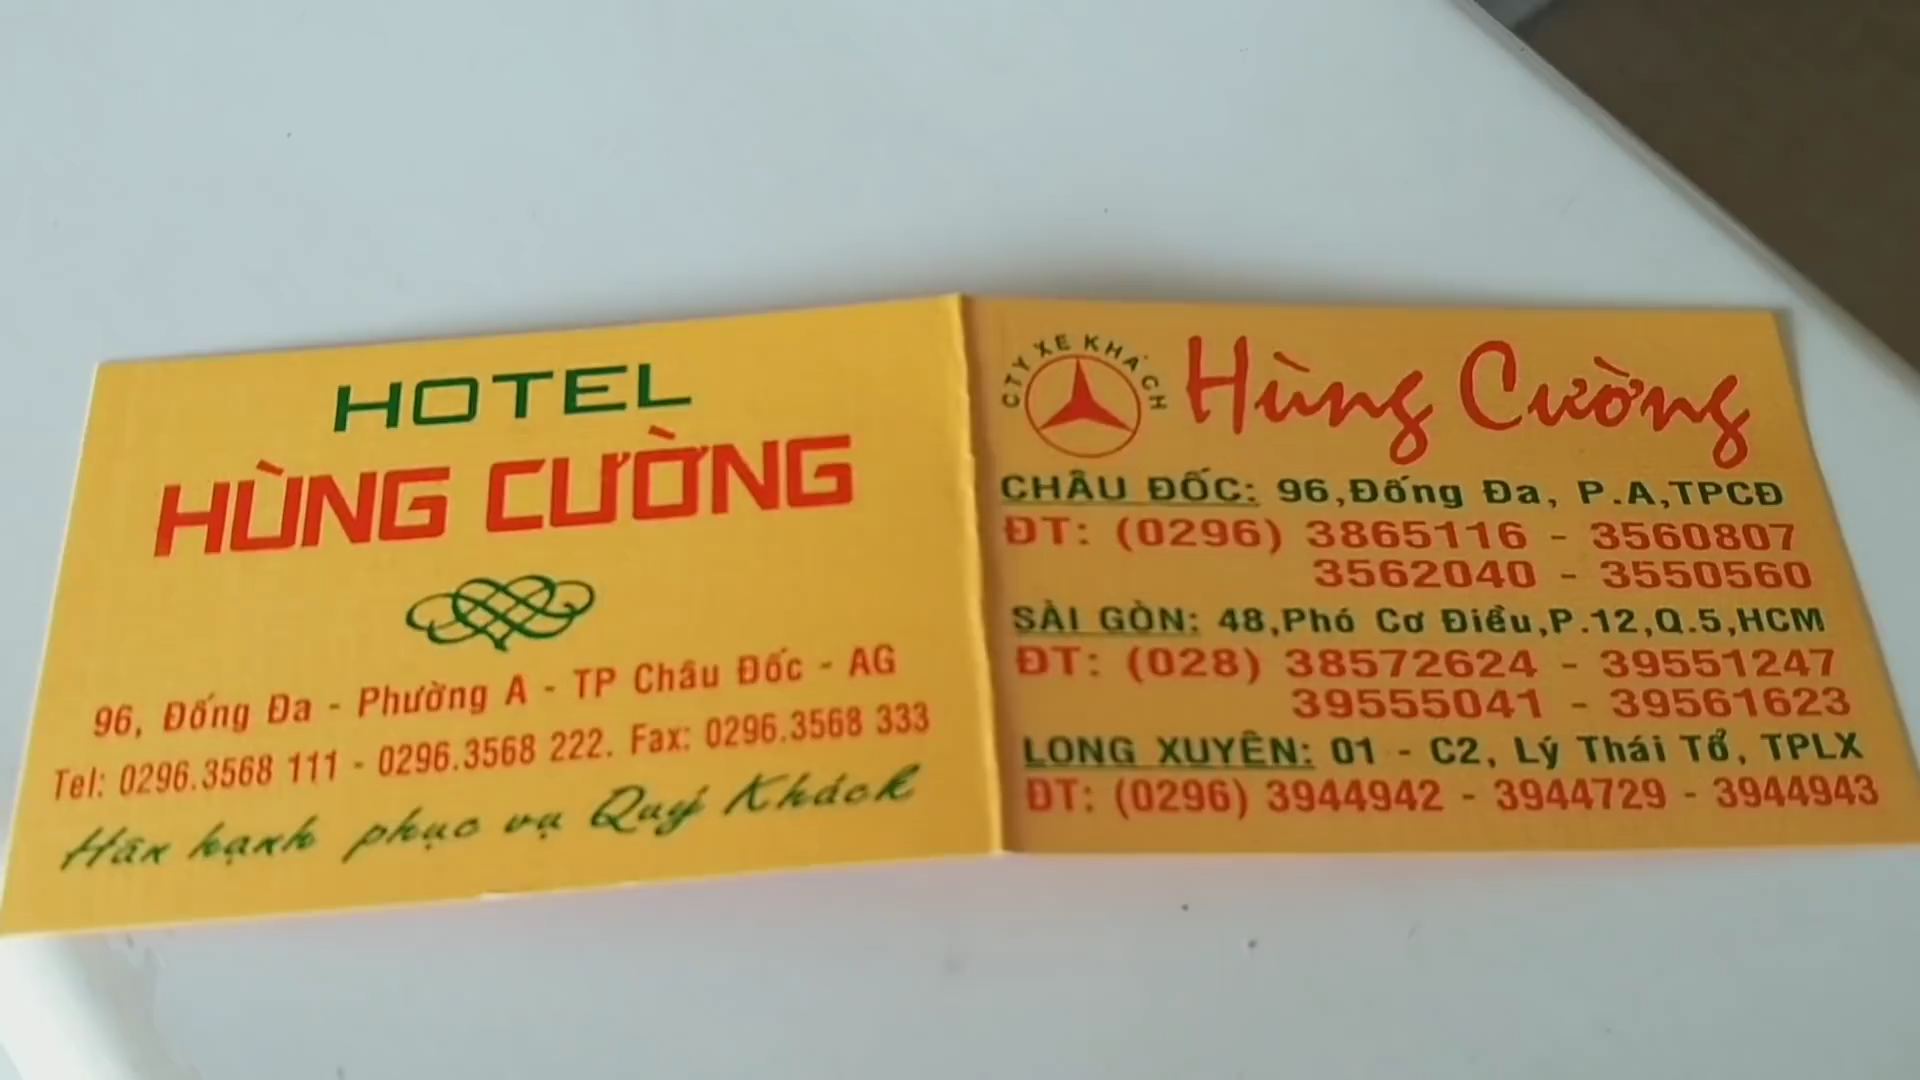 HOTEL
HÙNG CƯỜNG
96, Đống Đa - Phường A - TP Châu Đốc - AG
Tel: 0296.3568 111 - 0296.3568 222. Fax: 0296.3568 333
Hân hạnh phục vụ Quý Khách
CTY XE KHÁCH
Hùng Cường
CHÂU ĐỐC: 96,Đống Đa, P.A,TPCĐ
ĐT: (0296) 3865116 - 3560807
3562040 - 3550560
SÀI GÒN: 48,Phó Cơ Điều,P.12,Q.5,HCM
ĐT: (028) 38572624 - 39551247
39555041 - 39561623
LONG XUYÊN: 01 - C2, Lý Thái Tổ, TPLX
ĐT: (0296) 3944942 - 3944729 - 3944943